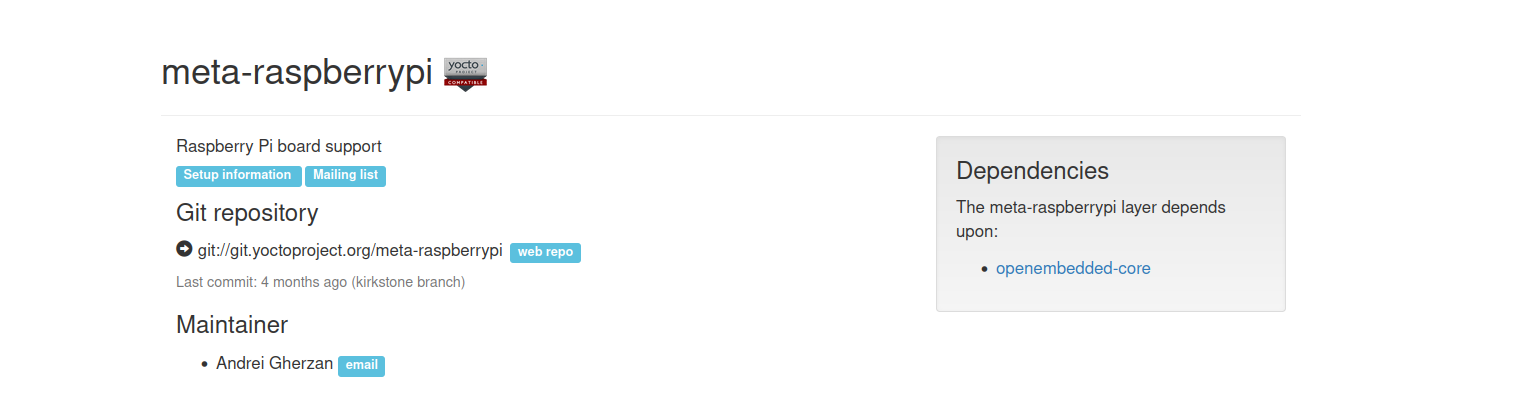 meta-raspberrypi
yocto
PROJECT
COMPATIBLE
Raspberry Pi board support
Setup information Mailing list
Git repository
git://git.yoctoproject.org/meta-raspberrypi web repo
Last commit: 4 months ago (kirkstone branch)
Maintainer
• Andrei Gherzan email
Dependencies
The meta-raspberrypi layer depends
upon:
• openembedded-core